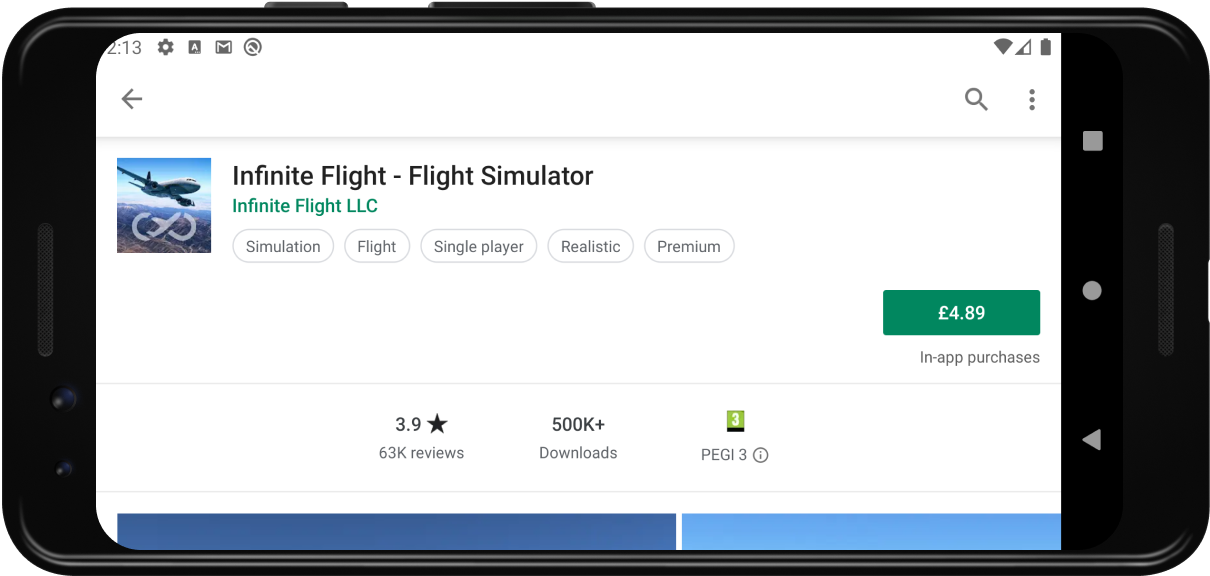 2:13
Infinite Flight - Flight Simulator
Infinite Flight LLC
Simulation Flight Single player Realistic Premium
£4.89
In-app purchases
3.9 ★ 500K+ 3
63K reviews Downloads PEGI 3